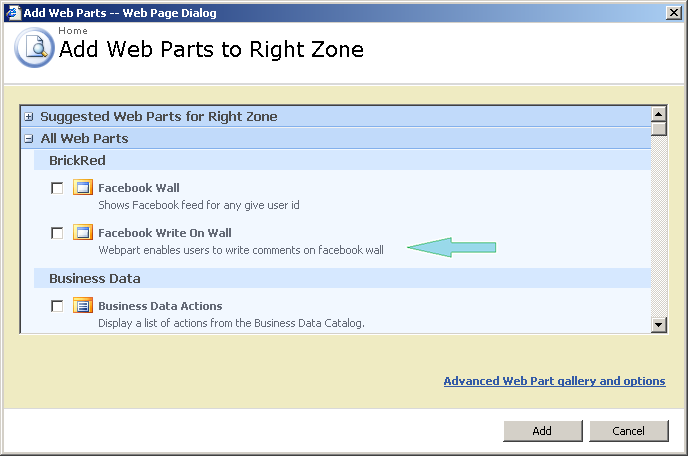 Add Web Parts -- Web Page Dialog
Home
Add Web Parts to Right Zone
Suggested Web Parts for Right Zone
All Web Parts
BrickRed
Facebook Wall
Shows Facebook feed for any give user id
Facebook Write On Wall
Webpart enables users to write comments on facebook wall
Business Data
Business Data Actions
Display a list of actions from the Business Data Catalog.
Advanced Web Part gallery and options
Add Cancel